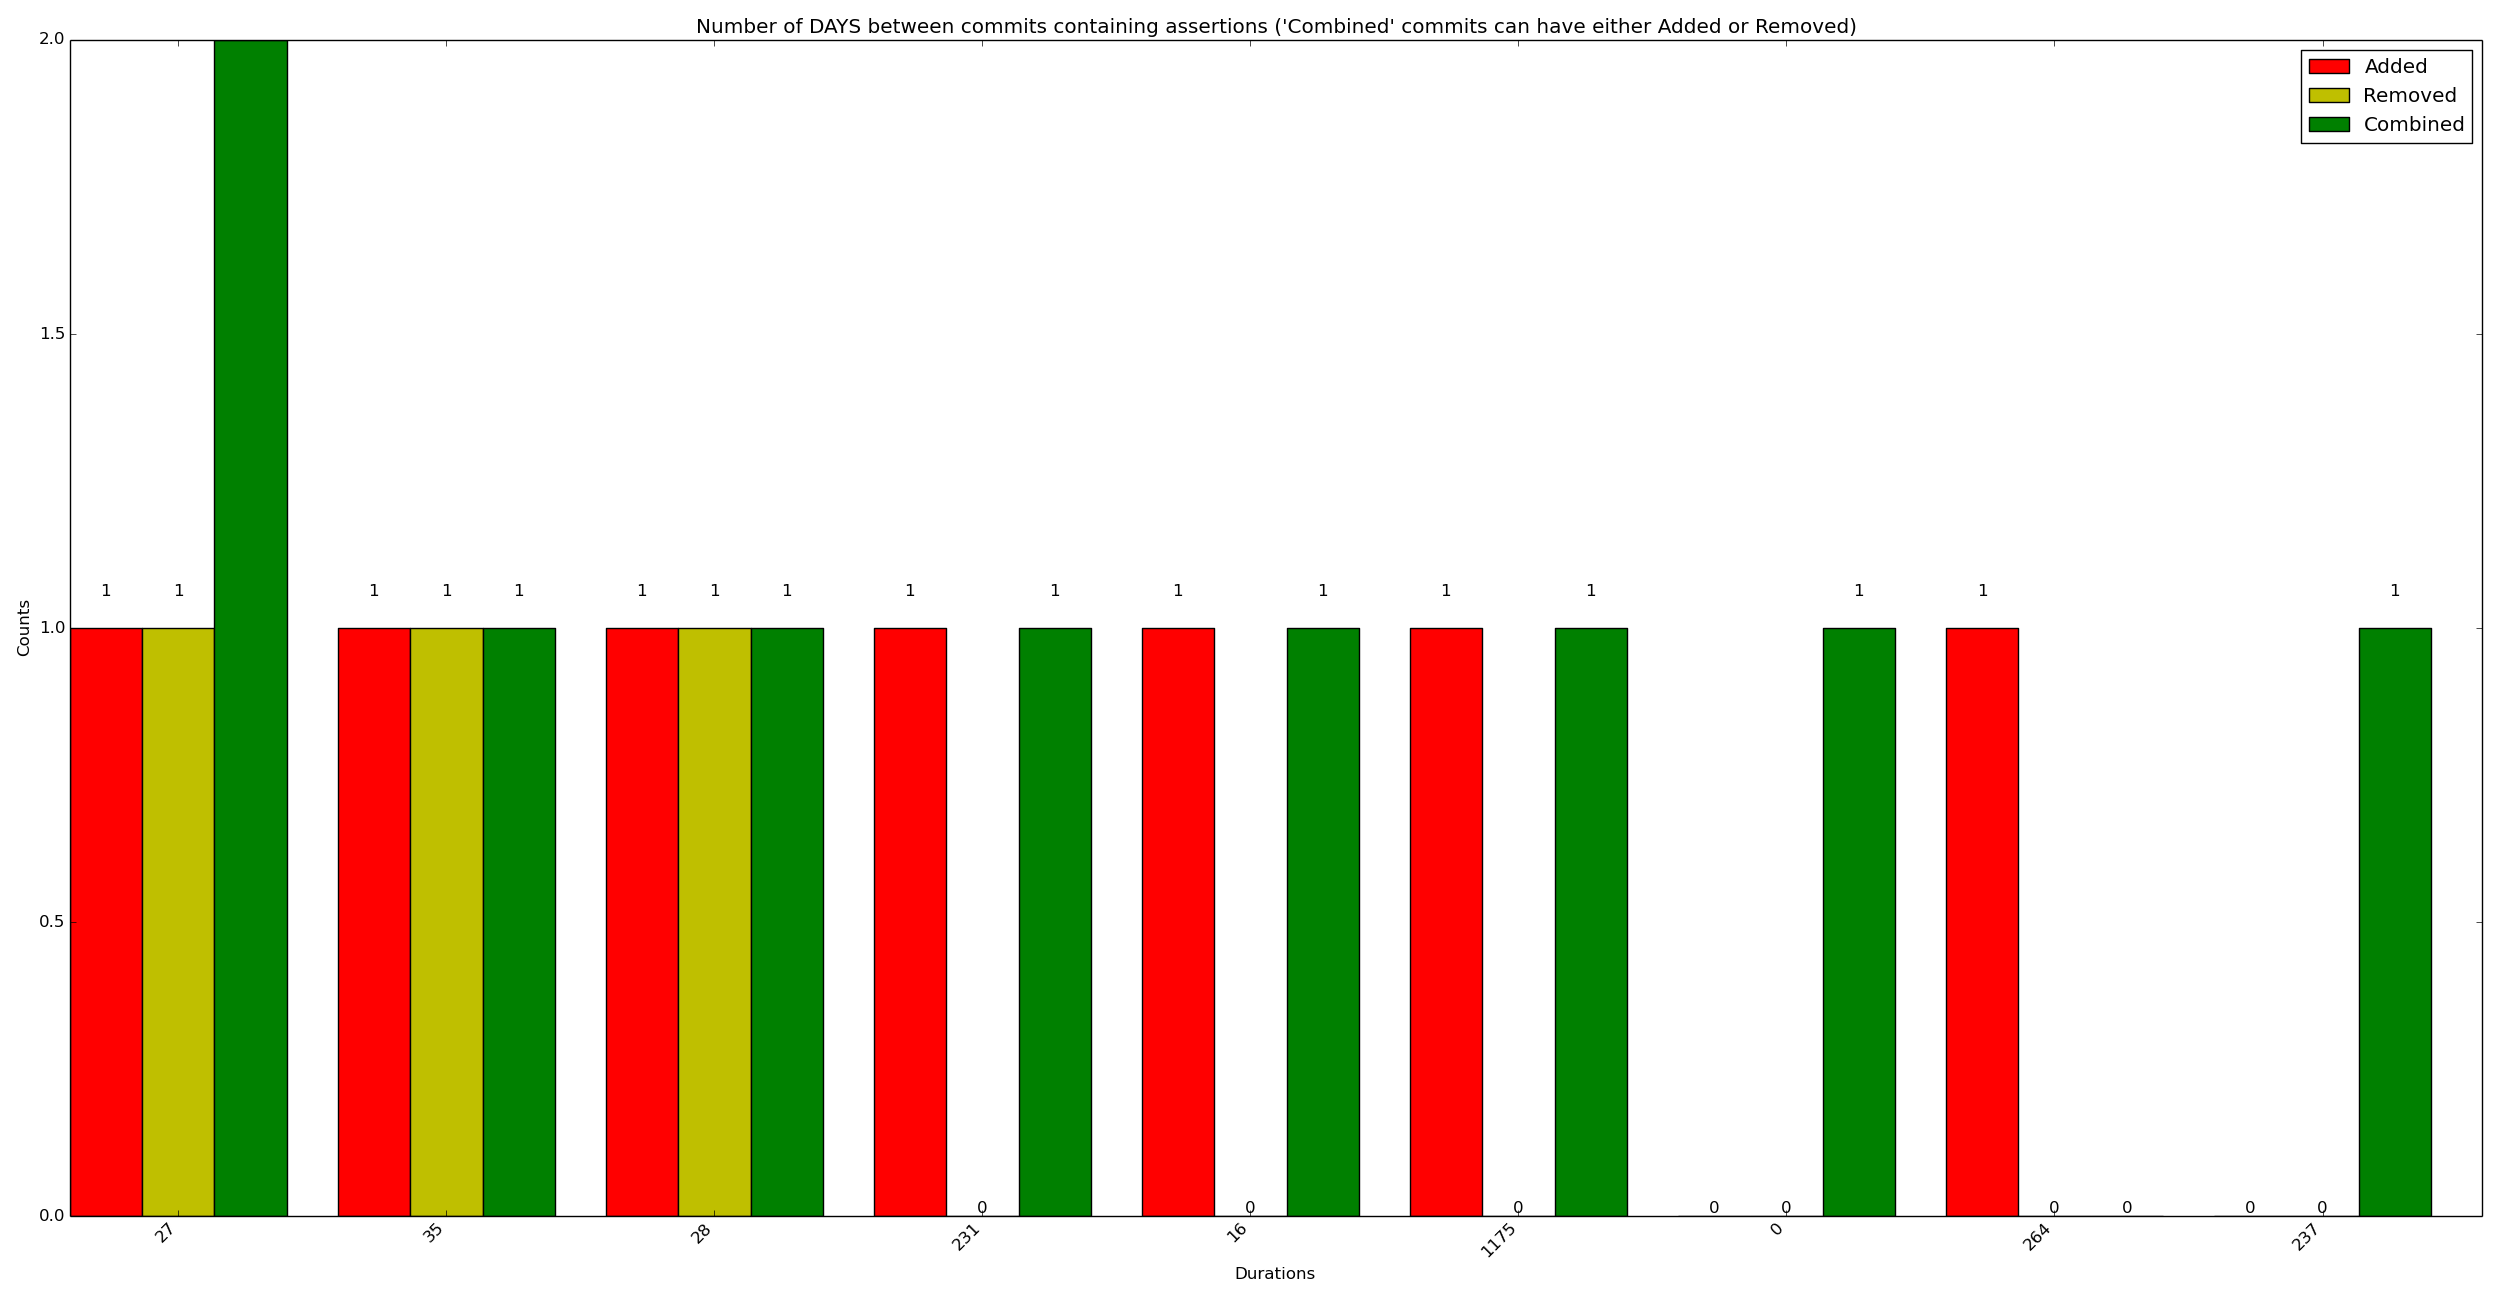 Number of DAYS between commits containing assertions ('Combined' commits can have either Added or Removed)
2.0
Added
Removed
Combined
1.5
1 1 1 1 1 1 1 1 1 1 1 1 1 1 1 1
1.0
Counts
0.5
0 0 0 0 0 0 0 0 0
0.0
27 35 28 231 16 1175 0 264 237
Durations